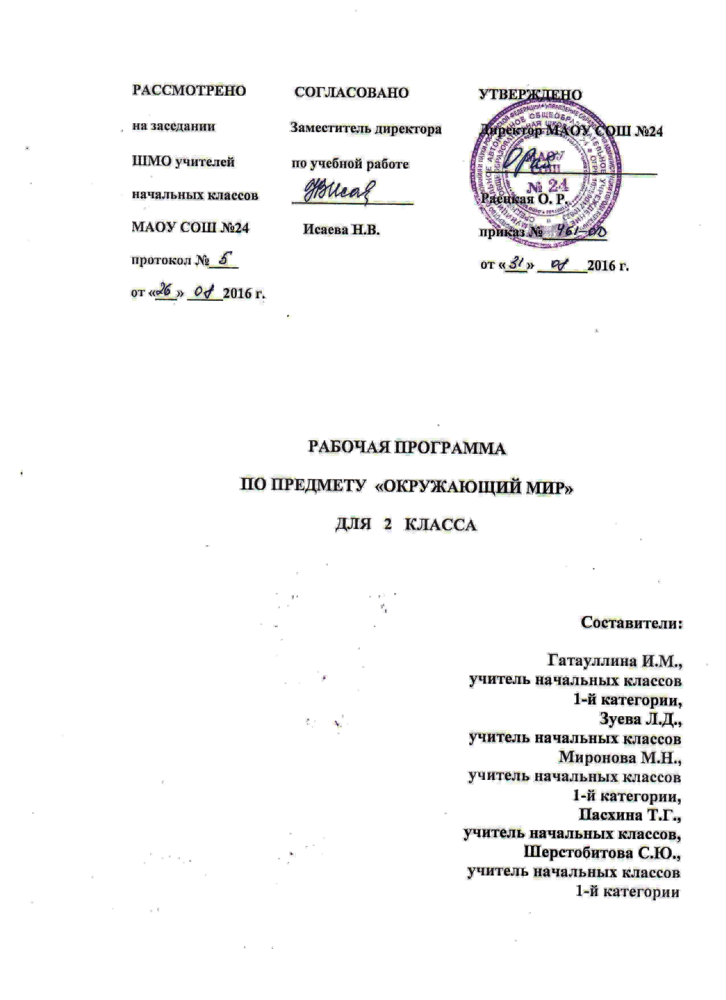 РАССМОТРЕНО
на заседании
ШМО учителей
начальных классов
МАОУ СОШ №24
протокол № 5
от «26» 08 2016 г.
СОГЛАСОВАНО
Заместитель директора
по учебной работе
Исаева Н.В.
УТВЕРЖДЕНО
Директор МАОУ СОШ №24
Раецкая О. Р.
приказ № 461-ОД
от «31» 08 2016 г.
№ 24
РАБОЧАЯ ПРОГРАММА
ПО ПРЕДМЕТУ «ОКРУЖАЮЩИЙ МИР»
ДЛЯ 2 КЛАССА
Составители:
Гатауллина И.М.,
учитель начальных классов
1-й категории,
Зуева Л.Д.,
учитель начальных классов
Миронова М.Н.,
учитель начальных классов
1-й категории,
Пасхина Т.Г.,
учитель начальных классов,
Шерстобитова С.Ю.,
учитель начальных классов
1-й категории